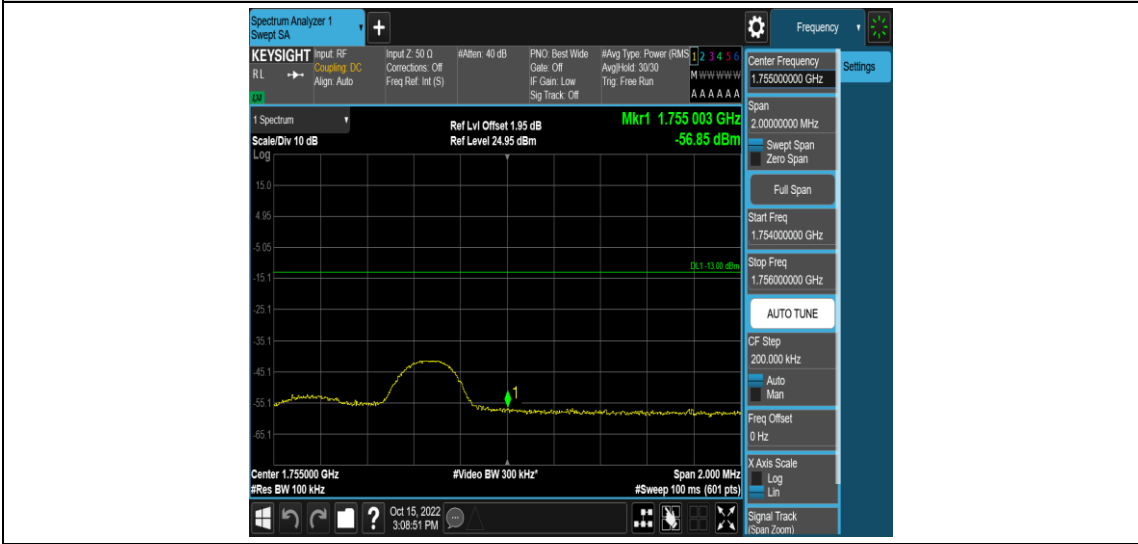 Spectrum Analyzer 1
Swept SA
+
Frequency
KEYSIGHT
RL
Input: RF
Coupling: DC
Align: Auto
Input Z: 50 Ω
Corrections: Off
Freq Ref: Int (S)
#Atten: 40 dB
PNO: Best Wide
Gate: Off
IF Gain: Low
Sig Track: Off
#Avg Type: Power (RMS
Avg|Hold: 30/30
Trig: Free Run
1 2 3 4 5 6
M W W W W W
A A A A A A
1 Spectrum
Scale/Div 10 dB
Log
Ref Lvl Offset 1.95 dB
Ref Level 24.95 dBm
Mkr1 1.755 003 GHz
-56.85 dBm
15.0
4.95
-5.05
DL1 -13.00 dBm
-15.1
-25.1
-35.1
-45.1
1
-55.1
-65.1
Center 1.755000 GHz
#Res BW 100 kHz
#Video BW 300 kHz*
Span 2.000 MHz
#Sweep 100 ms (601 pts)
?
Oct 15, 2022
3:08:51 PM
Center Frequency
1.755000000 GHz
Span
2.00000000 MHz
Swept Span
Zero Span
Full Span
Start Freq
1.754000000 GHz
Stop Freq
1.756000000 GHz
AUTO TUNE
CF Step
200.000 kHz
Auto
Man
Freq Offset
0 Hz
X Axis Scale
Log
Lin
Signal Track
(Span Zoom)
Settings